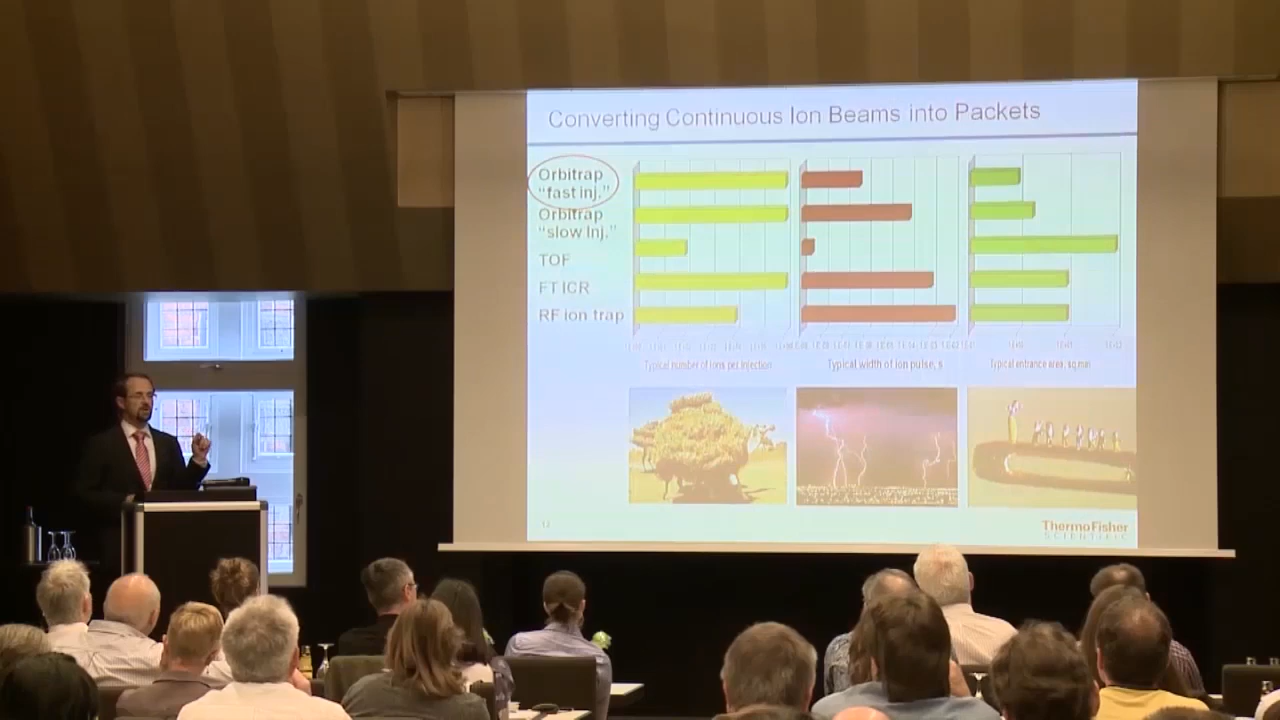 Converting Continuous Ion Beams into Packets
Orbitrap
“fast inj.”
Orbitrap
“slow Inj.”
TOF
FT ICR
RF ion trap
Typical number of ions per injection
Typical width of ion pulse, s
Typical entrance area, sq.mm
ThermoFisher
SCIENTIFIC